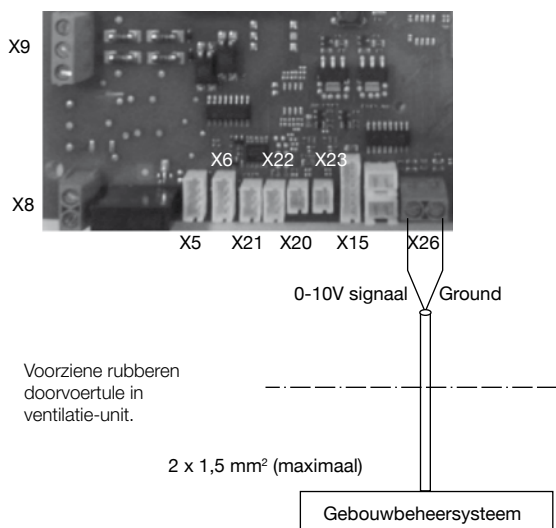 X9
X6
X22
X23
X8
X5
X21
X20
X15
X26
0-10V signaal
Ground
Voorziene rubberen
doorvoertule in
ventilatie-unit.
2 x 1,5 mm² (maximaal)
Gebouwbeheersysteem